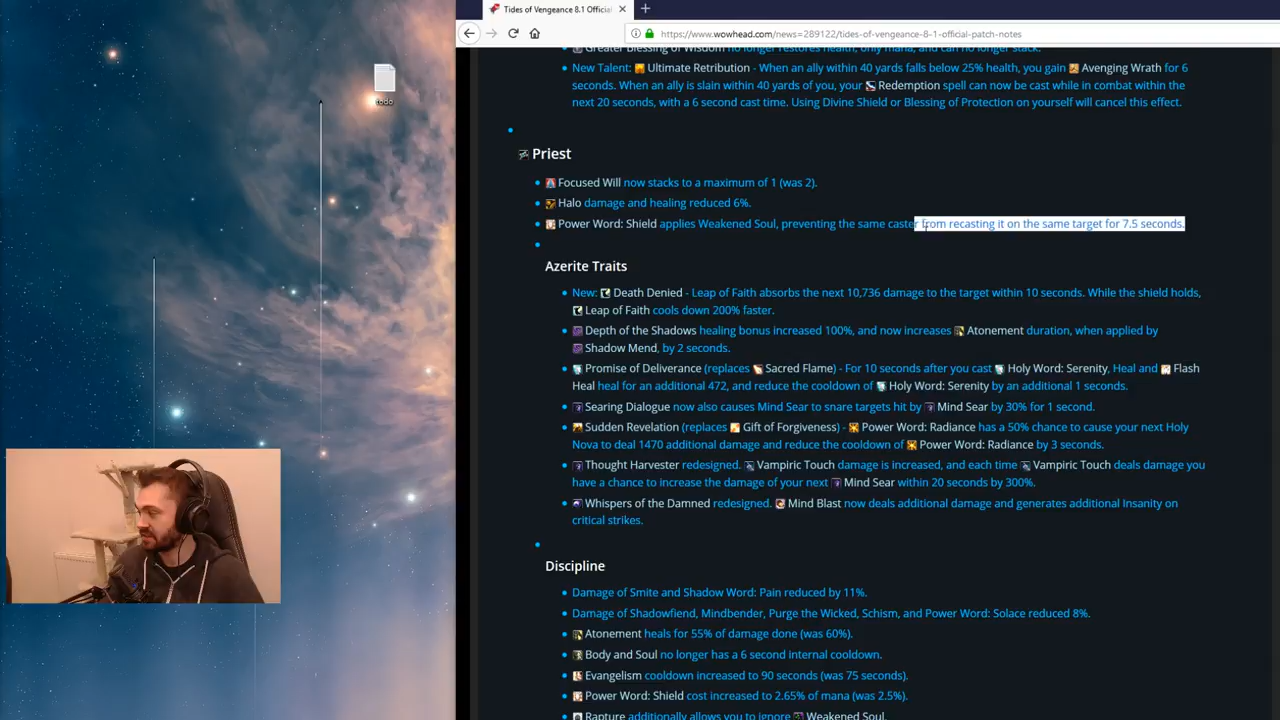 Tides of Vengeance 8.1 Official
https://www.wowhead.com/news=289122/tides-of-vengeance-8-1-official-patch-notes
todo
Greater Blessing of Wisdom no longer restores health, only mana, and can no longer stack.
New Talent: Ultimate Retribution - When an ally within 40 yards falls below 25% health, you gain Avenging Wrath for 6
seconds. When an ally is slain within 40 yards of you, your Redemption spell can now be cast while in combat within the
next 20 seconds, with a 6 second cast time. Using Divine Shield or Blessing of Protection on yourself will cancel this effect.
Priest
Focused Will now stacks to a maximum of 1 (was 2).
Halo damage and healing reduced 6%.
Power Word: Shield applies Weakened Soul, preventing the same caster from recasting it on the same target for 7.5 seconds.
Azerite Traits
New: Death Denied - Leap of Faith absorbs the next 10,736 damage to the target within 10 seconds. While the shield holds,
Leap of Faith cools down 200% faster.
Depth of the Shadows healing bonus increased 100%, and now increases Atonement duration, when applied by
Shadow Mend, by 2 seconds.
Promise of Deliverance (replaces Sacred Flame) - For 10 seconds after you cast Holy Word: Serenity, Heal and Flash
Heal heal for an additional 472, and reduce the cooldown of Holy Word: Serenity by an additional 1 seconds.
Searing Dialogue now also causes Mind Sear to snare targets hit by Mind Sear by 30% for 1 second.
Sudden Revelation (replaces Gift of Forgiveness) - Power Word: Radiance has a 50% chance to cause your next Holy
Nova to deal 1470 additional damage and reduce the cooldown of Power Word: Radiance by 3 seconds.
Thought Harvester redesigned. Vampiric Touch damage is increased, and each time Vampiric Touch deals damage you
have a chance to increase the damage of your next Mind Sear within 20 seconds by 300%.
Whispers of the Damned redesigned. Mind Blast now deals additional damage and generates additional Insanity on
critical strikes.
Discipline
Damage of Smite and Shadow Word: Pain reduced by 11%.
Damage of Shadowfiend, Mindbender, Purge the Wicked, Schism, and Power Word: Solace reduced 8%.
Atonement heals for 55% of damage done (was 60%).
Body and Soul no longer has a 6 second internal cooldown.
Evangelism cooldown increased to 90 seconds (was 75 seconds).
Power Word: Shield cost increased to 2.65% of mana (was 2.5%).
Rapture additionally allows you to ignore Weakened Soul.